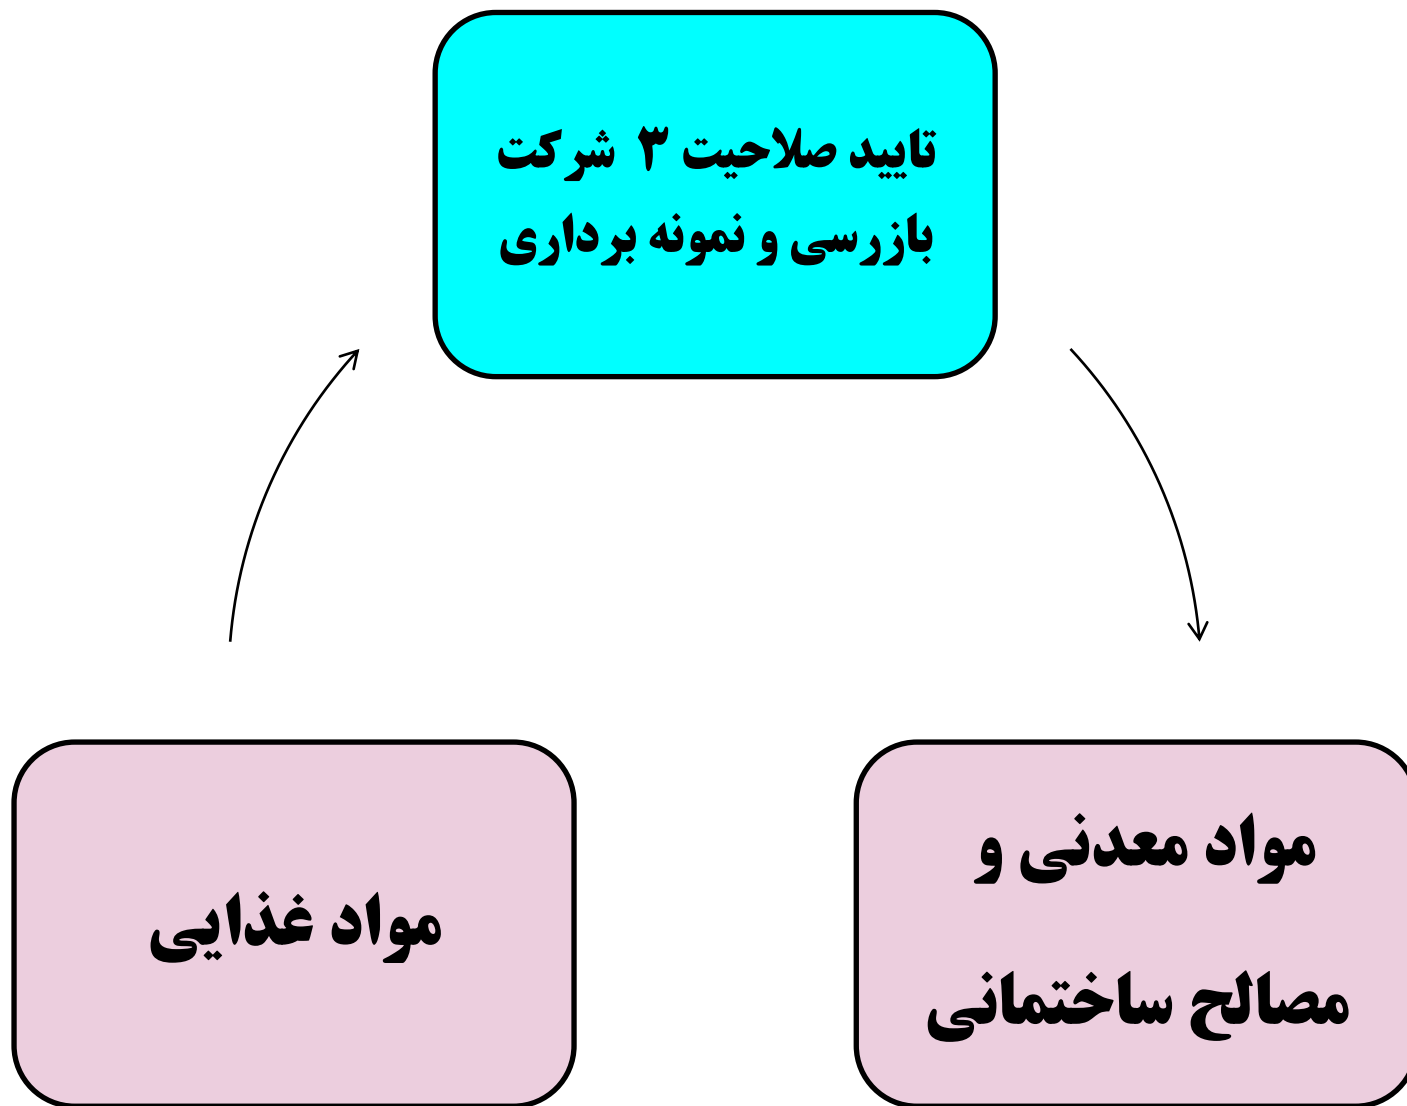 تایید صلاحیت ۳ شرکت
بازرسی و نمونه برداری
مواد معدنی و
مصالح ساختمانی
مواد غذایی